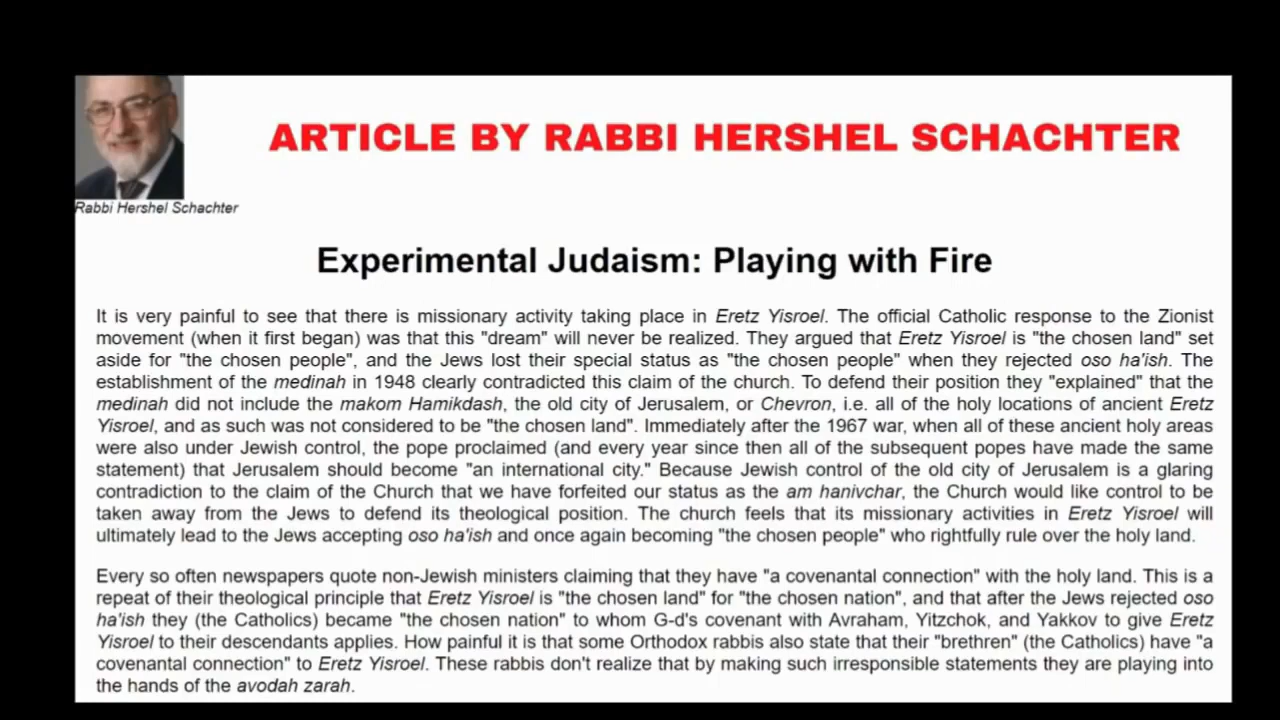 ARTICLE BY RABBI HERSHEL SCHACHTER
Rabbi Hershel Schachter
Experimental Judaism: Playing with Fire
It is very painful to see that there is missionary activity taking place in Eretz Yisroel. The official Catholic response to the Zionist
movement (when it first began) was that this "dream" will never be realized. They argued that Eretz Yisroel is "the chosen land" set
aside for "the chosen people", and the Jews lost their special status as "the chosen people" when they rejected oso ha'ish. The
establishment of the medinah in 1948 clearly contradicted this claim of the church. To defend their position they "explained" that the
medinah did not include the makom Hamikdash, the old city of Jerusalem, or Chevron, i.e. all of the holy locations of ancient Eretz
Yisroel, and as such was not considered to be "the chosen land". Immediately after the 1967 war, when all of these ancient holy areas
were also under Jewish control, the pope proclaimed (and every year since then all of the subsequent popes have made the same
statement) that Jerusalem should become "an international city." Because Jewish control of the old city of Jerusalem is a glaring
contradiction to the claim of the Church that we have forfeited our status as the am hanivchar, the Church would like control to be
taken away from the Jews to defend its theological position. The church feels that its missionary activities in Eretz Yisroel will
ultimately lead to the Jews accepting oso ha'ish and once again becoming "the chosen people" who rightfully rule over the holy land.
Every so often newspapers quote non-Jewish ministers claiming that they have "a covenantal connection" with the holy land. This is a
repeat of their theological principle that Eretz Yisroel is "the chosen land" for "the chosen nation", and that after the Jews rejected oso
ha'ish they (the Catholics) became "the chosen nation" to whom G-d's covenant with Avraham, Yitzchok, and Yakkov to give Eretz
Yisroel to their descendants applies. How painful it is that some Orthodox rabbis also state that their "brethren" (the Catholics) have "a
covenantal connection" to Eretz Yisroel. These rabbis don't realize that by making such irresponsible statements they are playing into
the hands of the avodah zarah.